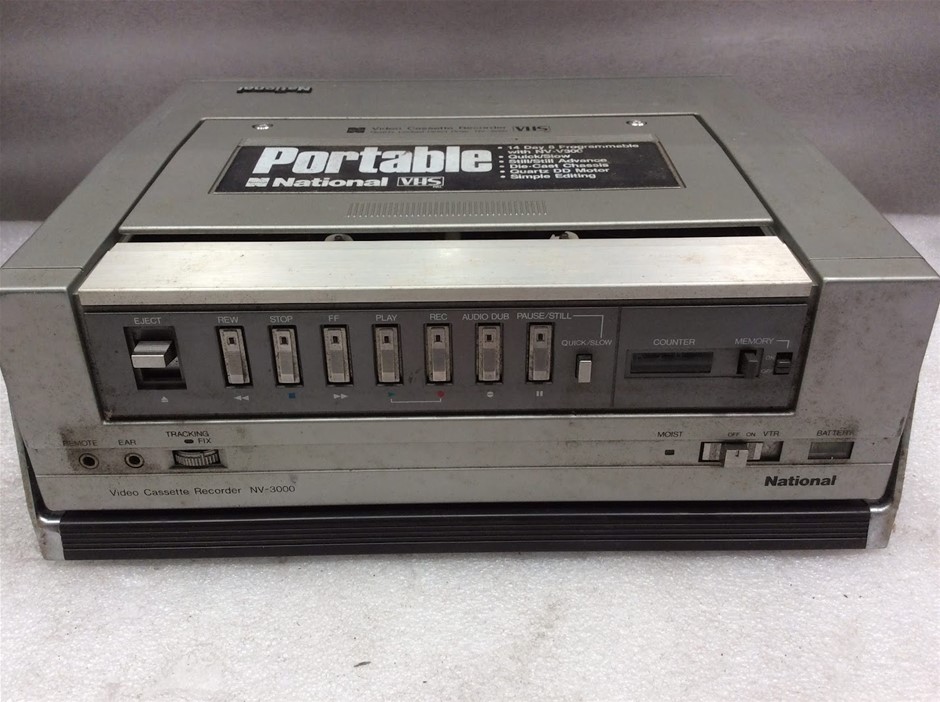 National
Video Cassette Recorder VHS
Portable
National VHS
• 14 Day 8 Programmable
with NV-V300
• Quick/Slow
• Still/Still Advance
• Die-Cast Chassis
• Quartz DD Motor
• Simple Editing
EJECT REW STOP FF PLAY REC AUDIO DUB PAUSE/STILL
QUICK/SLOW
COUNTER MEMORY
OFF
REMOTE EAR TRACKING
FIX
MOIST OFF ON VTR BATTERY
Video Cassette Recorder NV-3000
National